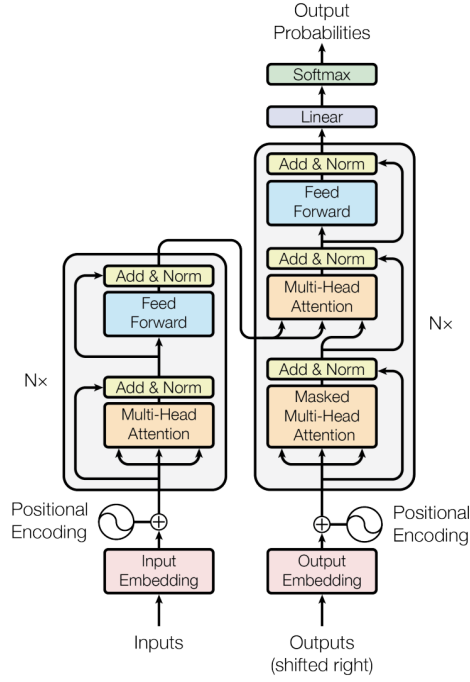 Output
Probabilities
Softmax
Linear
Add & Norm
Feed
Forward
Add & Norm
Multi-Head
Attention
Add & Norm
Masked
Multi-Head
Attention
Nx
Add & Norm
Feed
Forward
Add & Norm
Multi-Head
Attention
Nx
Positional
Encoding
Positional
Encoding
Input
Embedding
Output
Embedding
Inputs
Outputs
(shifted right)